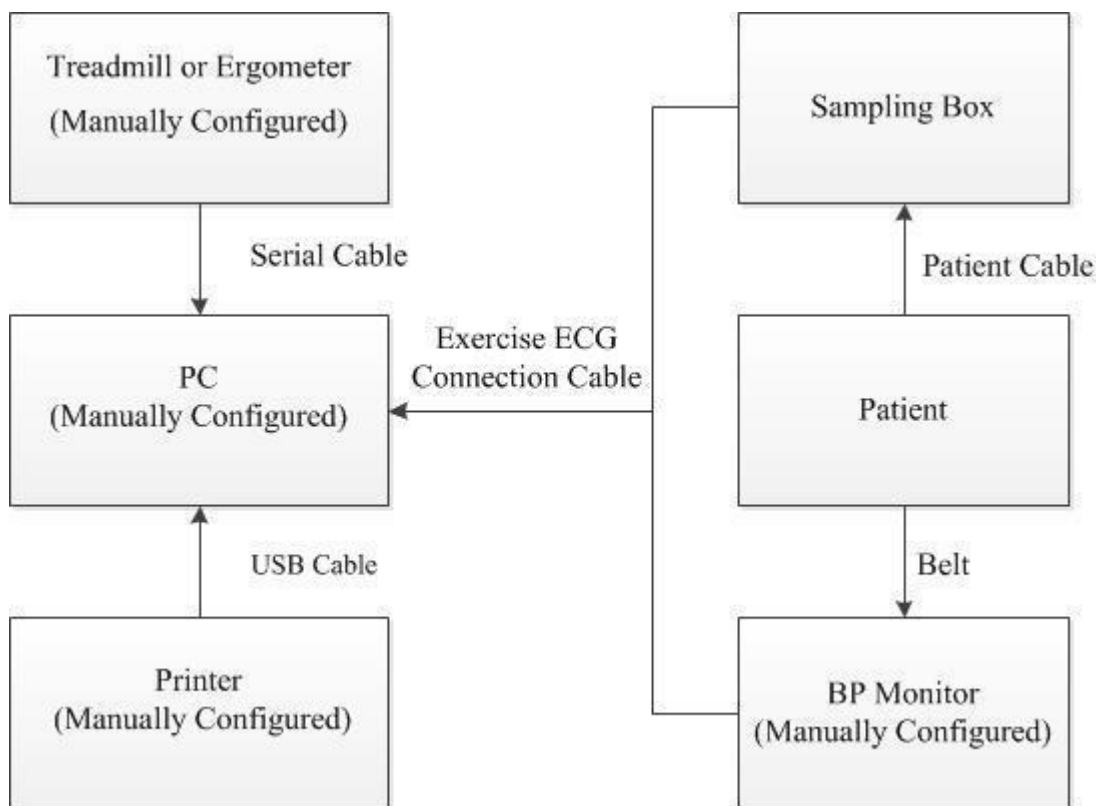 Treadmill or Ergometer
(Manually Configured)
Sampling Box
Serial Cable
Patient Cable
Exercise ECG
Connection Cable
PC
(Manually Configured)
Patient
USB Cable
Belt
Printer
(Manually Configured)
BP Monitor
(Manually Configured)